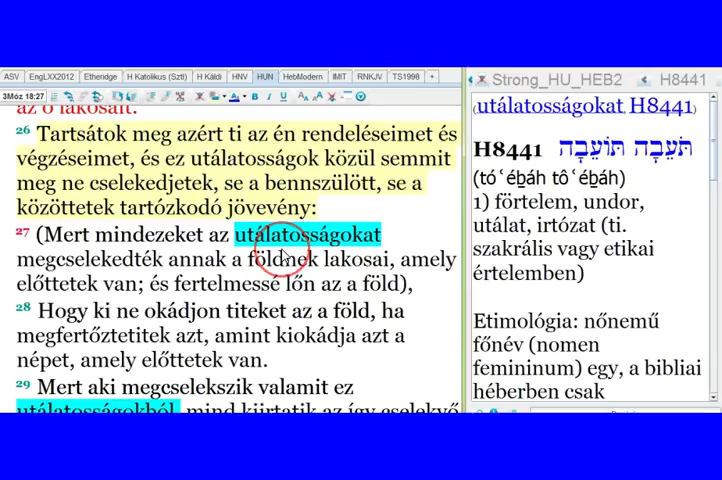 ASV EngLXX2012 Etheridge H Katolikus (Sztl) H Káldi HNV HUN HebModern IMIT RNKJV TS1998 +
3Móz 18:27
az ő lakosait.
26 Tartsátok meg azért ti az én rendeléseimet és
végzéseimet, és ez utálatosságok közül semmit
meg ne cselekedjetek, se a bennszülött, se a
közöttetek tartózkodó jövevény:
27 (Mert mindezeket az utálatosságokat
megcselekedték annak a földnek lakosai, amely
előttetek van; és fertelmessé lőn az a föld),
28 Hogy ki ne okádjon titeket az a föld, ha
megfertőztetitek azt, amint kiokádja azt a
népet, amely előttetek van.
29 Mert aki megcselekszik valamit ez
utálatosságokból, mind kiirtatik az így cselekvő
Strong_HU_HEB2 H8441
(utálatosságokat, H8441)
H8441 תֹּעֵבָה תּוֹעֵבָה
(tó‛ébáh tô‛êbáh)
1) förtelem, undor,
utálat, irtózat (ti.
szakrális vagy etikai
értelemben)
Etimológia: nőnemű
főnév (nomen
femininum) egy, a bibliai
héberben csak